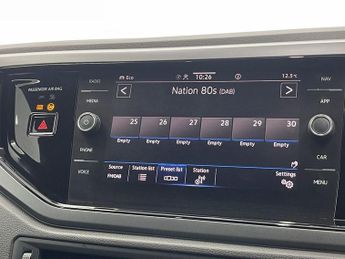 PASSENGER AIR BAG
RADIO
MEDIA
PHONE
VOICE
Eco 10:26 12.5°C
Nation 80s (DAB)
25 26 27 28 29 30
Empty Empty Empty Empty Empty Empty
Source Station list Preset list Station Settings
FM/DAB
NAV
APP
CAR
MENU